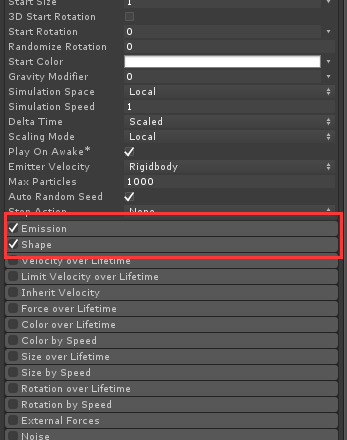 Start Size 1
3D Start Rotation
Start Rotation 0
Randomize Rotation 0
Start Color
Gravity Modifier 0
Simulation Space Local
Simulation Speed 1
Delta Time Scaled
Scaling Mode Local
Play On Awake*
Emitter Velocity Rigidbody
Max Particles 1000
Auto Random Seed
Stop Action None
Emission
Shape
Velocity over Lifetime
Limit Velocity over Lifetime
Inherit Velocity
Force over Lifetime
Color over Lifetime
Color by Speed
Size over Lifetime
Size by Speed
Rotation over Lifetime
Rotation by Speed
External Forces
Noise